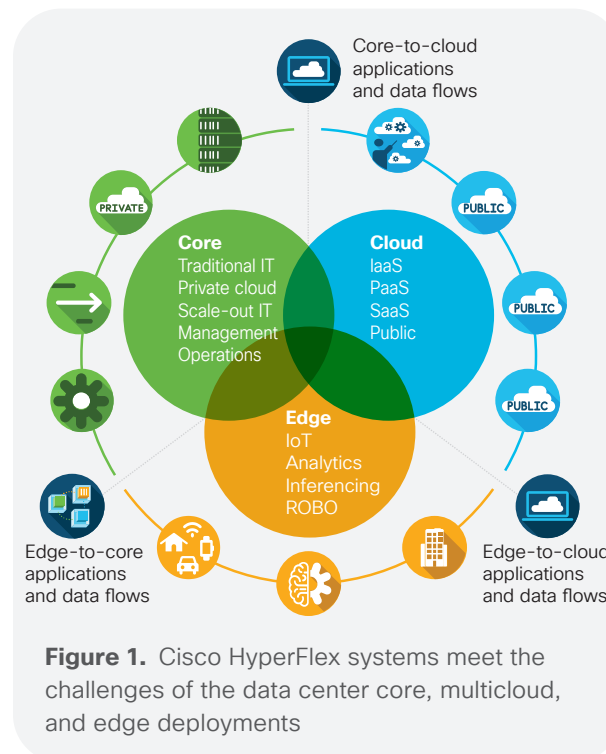 Core-to-cloud
applications
and data flows
PRIVATE
PUBLIC
PUBLIC
PUBLIC
Core
Traditional IT
Private cloud
Scale-out IT
Management
Operations
Cloud
IaaS
PaaS
SaaS
Public
Edge
IoT
Analytics
Inferencing
ROBO
Edge-to-core
applications
and data flows
Edge-to-cloud
applications
and data flows
Figure 1. Cisco HyperFlex systems meet the
challenges of the data center core, multicloud,
and edge deployments